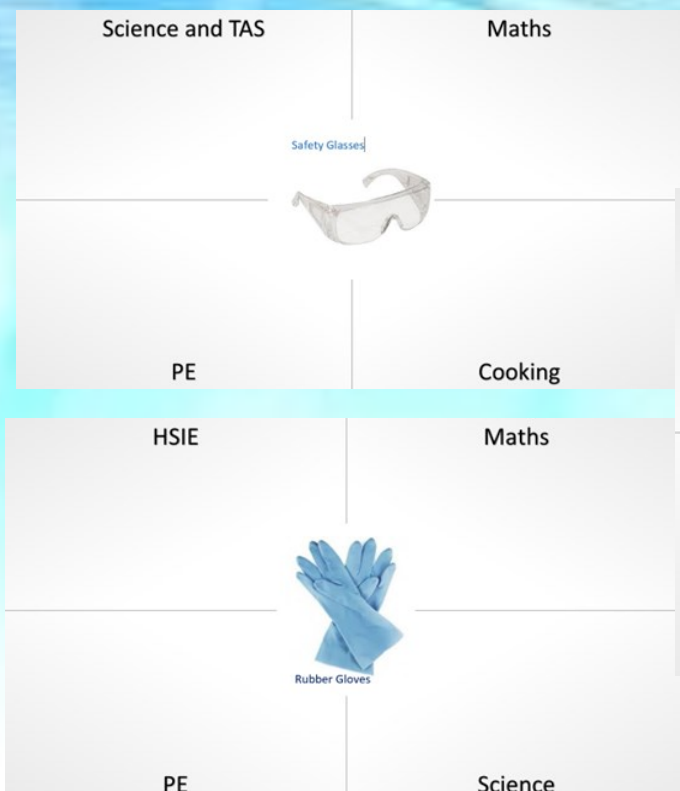 Science and TAS
Maths
Safety Glasses
PE
Cooking
HSIE
Maths
Rubber Gloves
PE
Science